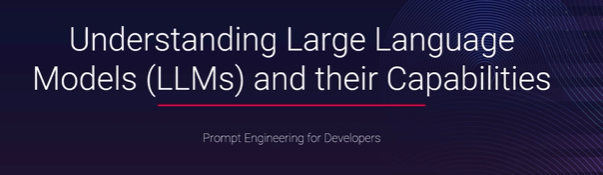 Understanding Large Language
Models (LLMs) and their Capabilities
Prompt Engineering for Developers